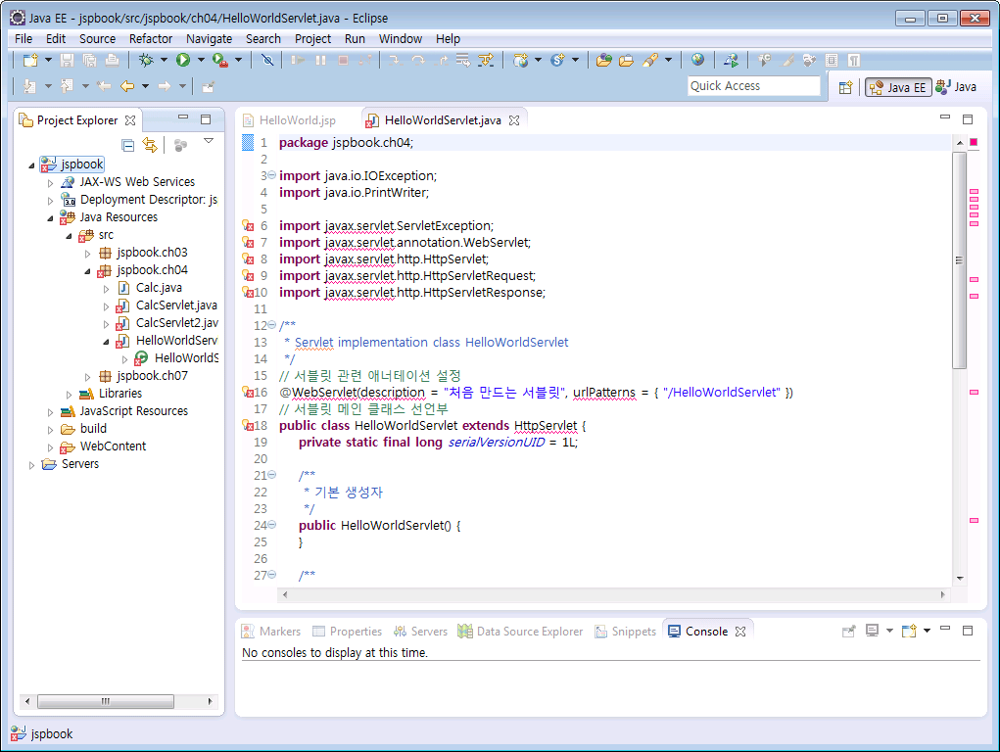 Java EE - jspbook/src/jspbook/ch04/HelloWorldServlet.java - Eclipse
File Edit Source Refactor Navigate Search Project Run Window Help
Quick Access
Java EE
Java
Project Explorer
jspbook
JAX-WS Web Services
3.0 Deployment Descriptor: js
Java Resources
src
jspbook.ch03
jspbook.ch04
Calc.java
CalcServlet.java
CalcServlet2.jav
HelloWorldServ
HelloWorldS
jspbook.ch07
Libraries
JavaScript Resources
build
WebContent
Servers
HelloWorld.jsp HelloWorldServlet.java
1 package jspbook.ch04;
2
3 import java.io.IOException;
4 import java.io.PrintWriter;
5
6 import javax.servlet.ServletException;
7 import javax.servlet.annotation.WebServlet;
8 import javax.servlet.http.HttpServlet;
9 import javax.servlet.http.HttpServletRequest;
10 import javax.servlet.http.HttpServletResponse;
11
12 /**
13 * Servlet implementation class HelloWorldServlet
14 */
15 // 서블릿 관련 애너테이션 설정
16 @WebServlet(description = "처음 만드는 서블릿", urlPatterns = { "/HelloWorldServlet" })
17 // 서블릿 메인 클래스 선언부
18 public class HelloWorldServlet extends HttpServlet {
19 private static final long serialVersionUID = 1L;
20
21 /**
22 * 기본 생성자
23 */
24 public HelloWorldServlet() {
25 }
26
27 /**
Markers Properties Servers Data Source Explorer Snippets Console
No consoles to display at this time.
jspbook